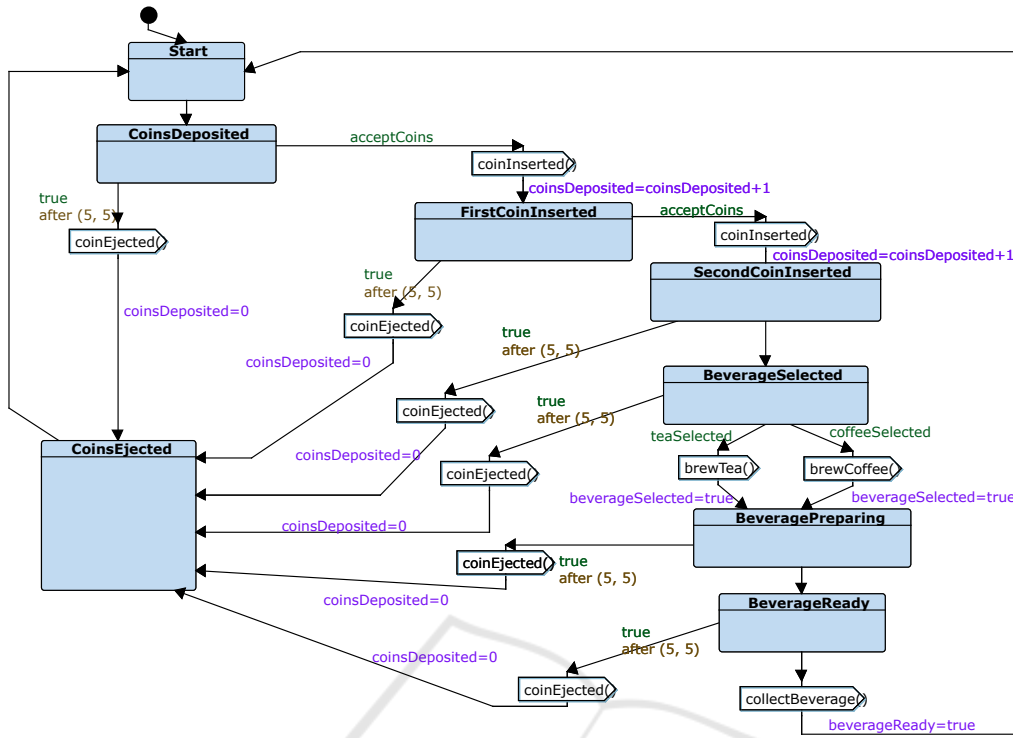 Start
CoinsDeposited
acceptCoins
coinInserted()
true
after (5, 5)
coinsDeposited=coinsDeposited+1
coinEjected()
FirstCoinInserted
acceptCoins
coinInserted()
coinsDeposited=coinsDeposited+1
true
after (5, 5)
SecondCoinInserted
coinsDeposited=0
coinEjected()
true
after (5, 5)
coinsDeposited=0
BeverageSelected
coinEjected()
true
after (5, 5)
teaSelected
coffeeSelected
CoinsEjected
coinsDeposited=0
coinEjected()
brewTea()
brewCoffee()
beverageSelected=true
beverageSelected=true
coinsDeposited=0
BeveragePreparing
coinEjected()
true
after (5, 5)
coinsDeposited=0
BeverageReady
true
after (5, 5)
coinsDeposited=0
coinEjected()
collectBeverage()
beverageReady=true